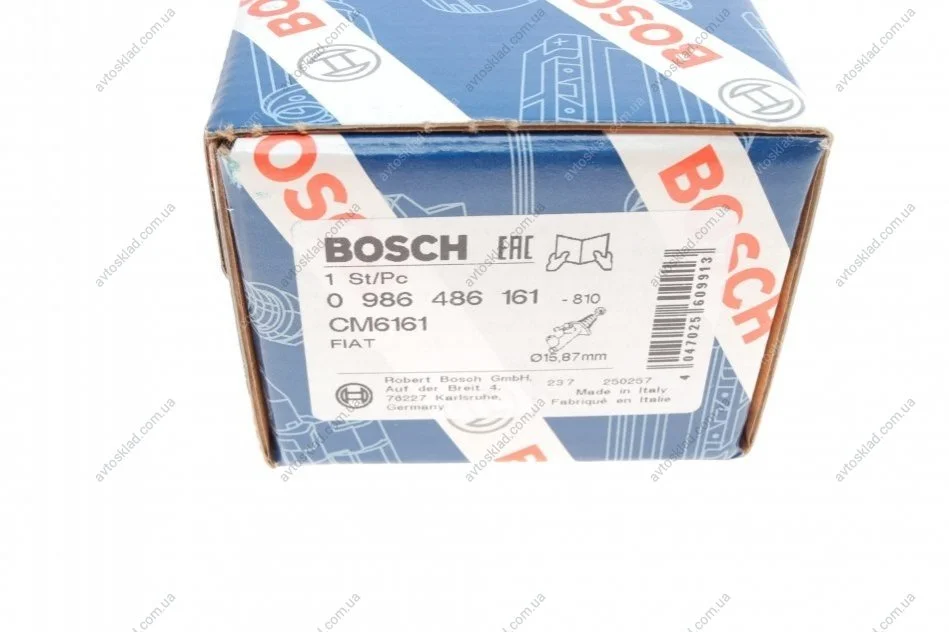 BOSCH
BOSCH
BOSCH
BOSCH EAC
1 St/Pc
0 986 486 161 -810
CM6161
FIAT
Ø15,87mm
4 047025 609913
Robert Bosch GmbH,
Auf der Breit 4,
76227 Karlsruhe,
Germany
237 250257
Made in Italy
Fabriqué en Italie
avtosklad.com.ua